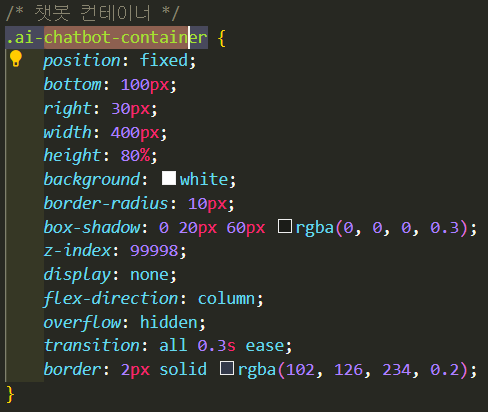 /* 챗봇 컨테이너 */
.ai-chatbot-container {
position: fixed;
bottom: 100px;
right: 30px;
width: 400px;
height: 80%;
background: white;
border-radius: 10px;
box-shadow: 0 20px 60px rgba(0, 0, 0, 0.3);
z-index: 99998;
display: none;
flex-direction: column;
overflow: hidden;
transition: all 0.3s ease;
border: 2px solid rgba(102, 126, 234, 0.2);
}